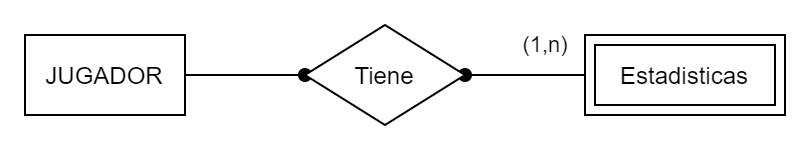 (1,n)
JUGADOR
Tiene
Estadisticas